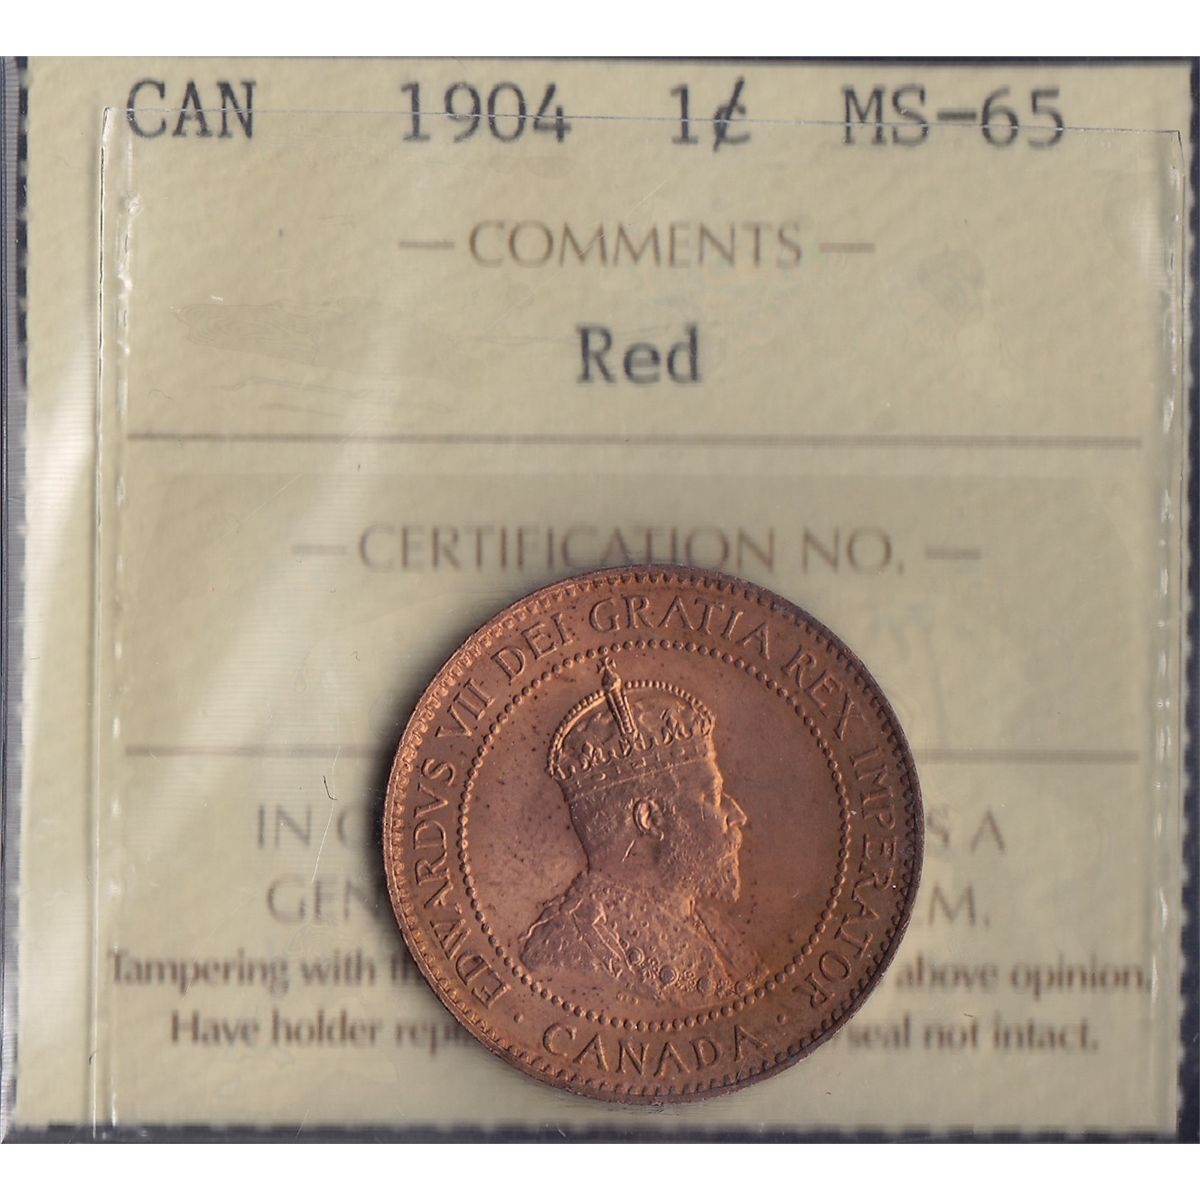 CAN 1904 1¢ MS-65
— COMMENTS —
Red
— CERTIFICATION NO. —
EDWARDVS VII DEI GRATIA REX IMPERATOR
· CANADA ·
IN S A
GEN M.
Tampering with th above opinion.
Have holder repl seal not intact.